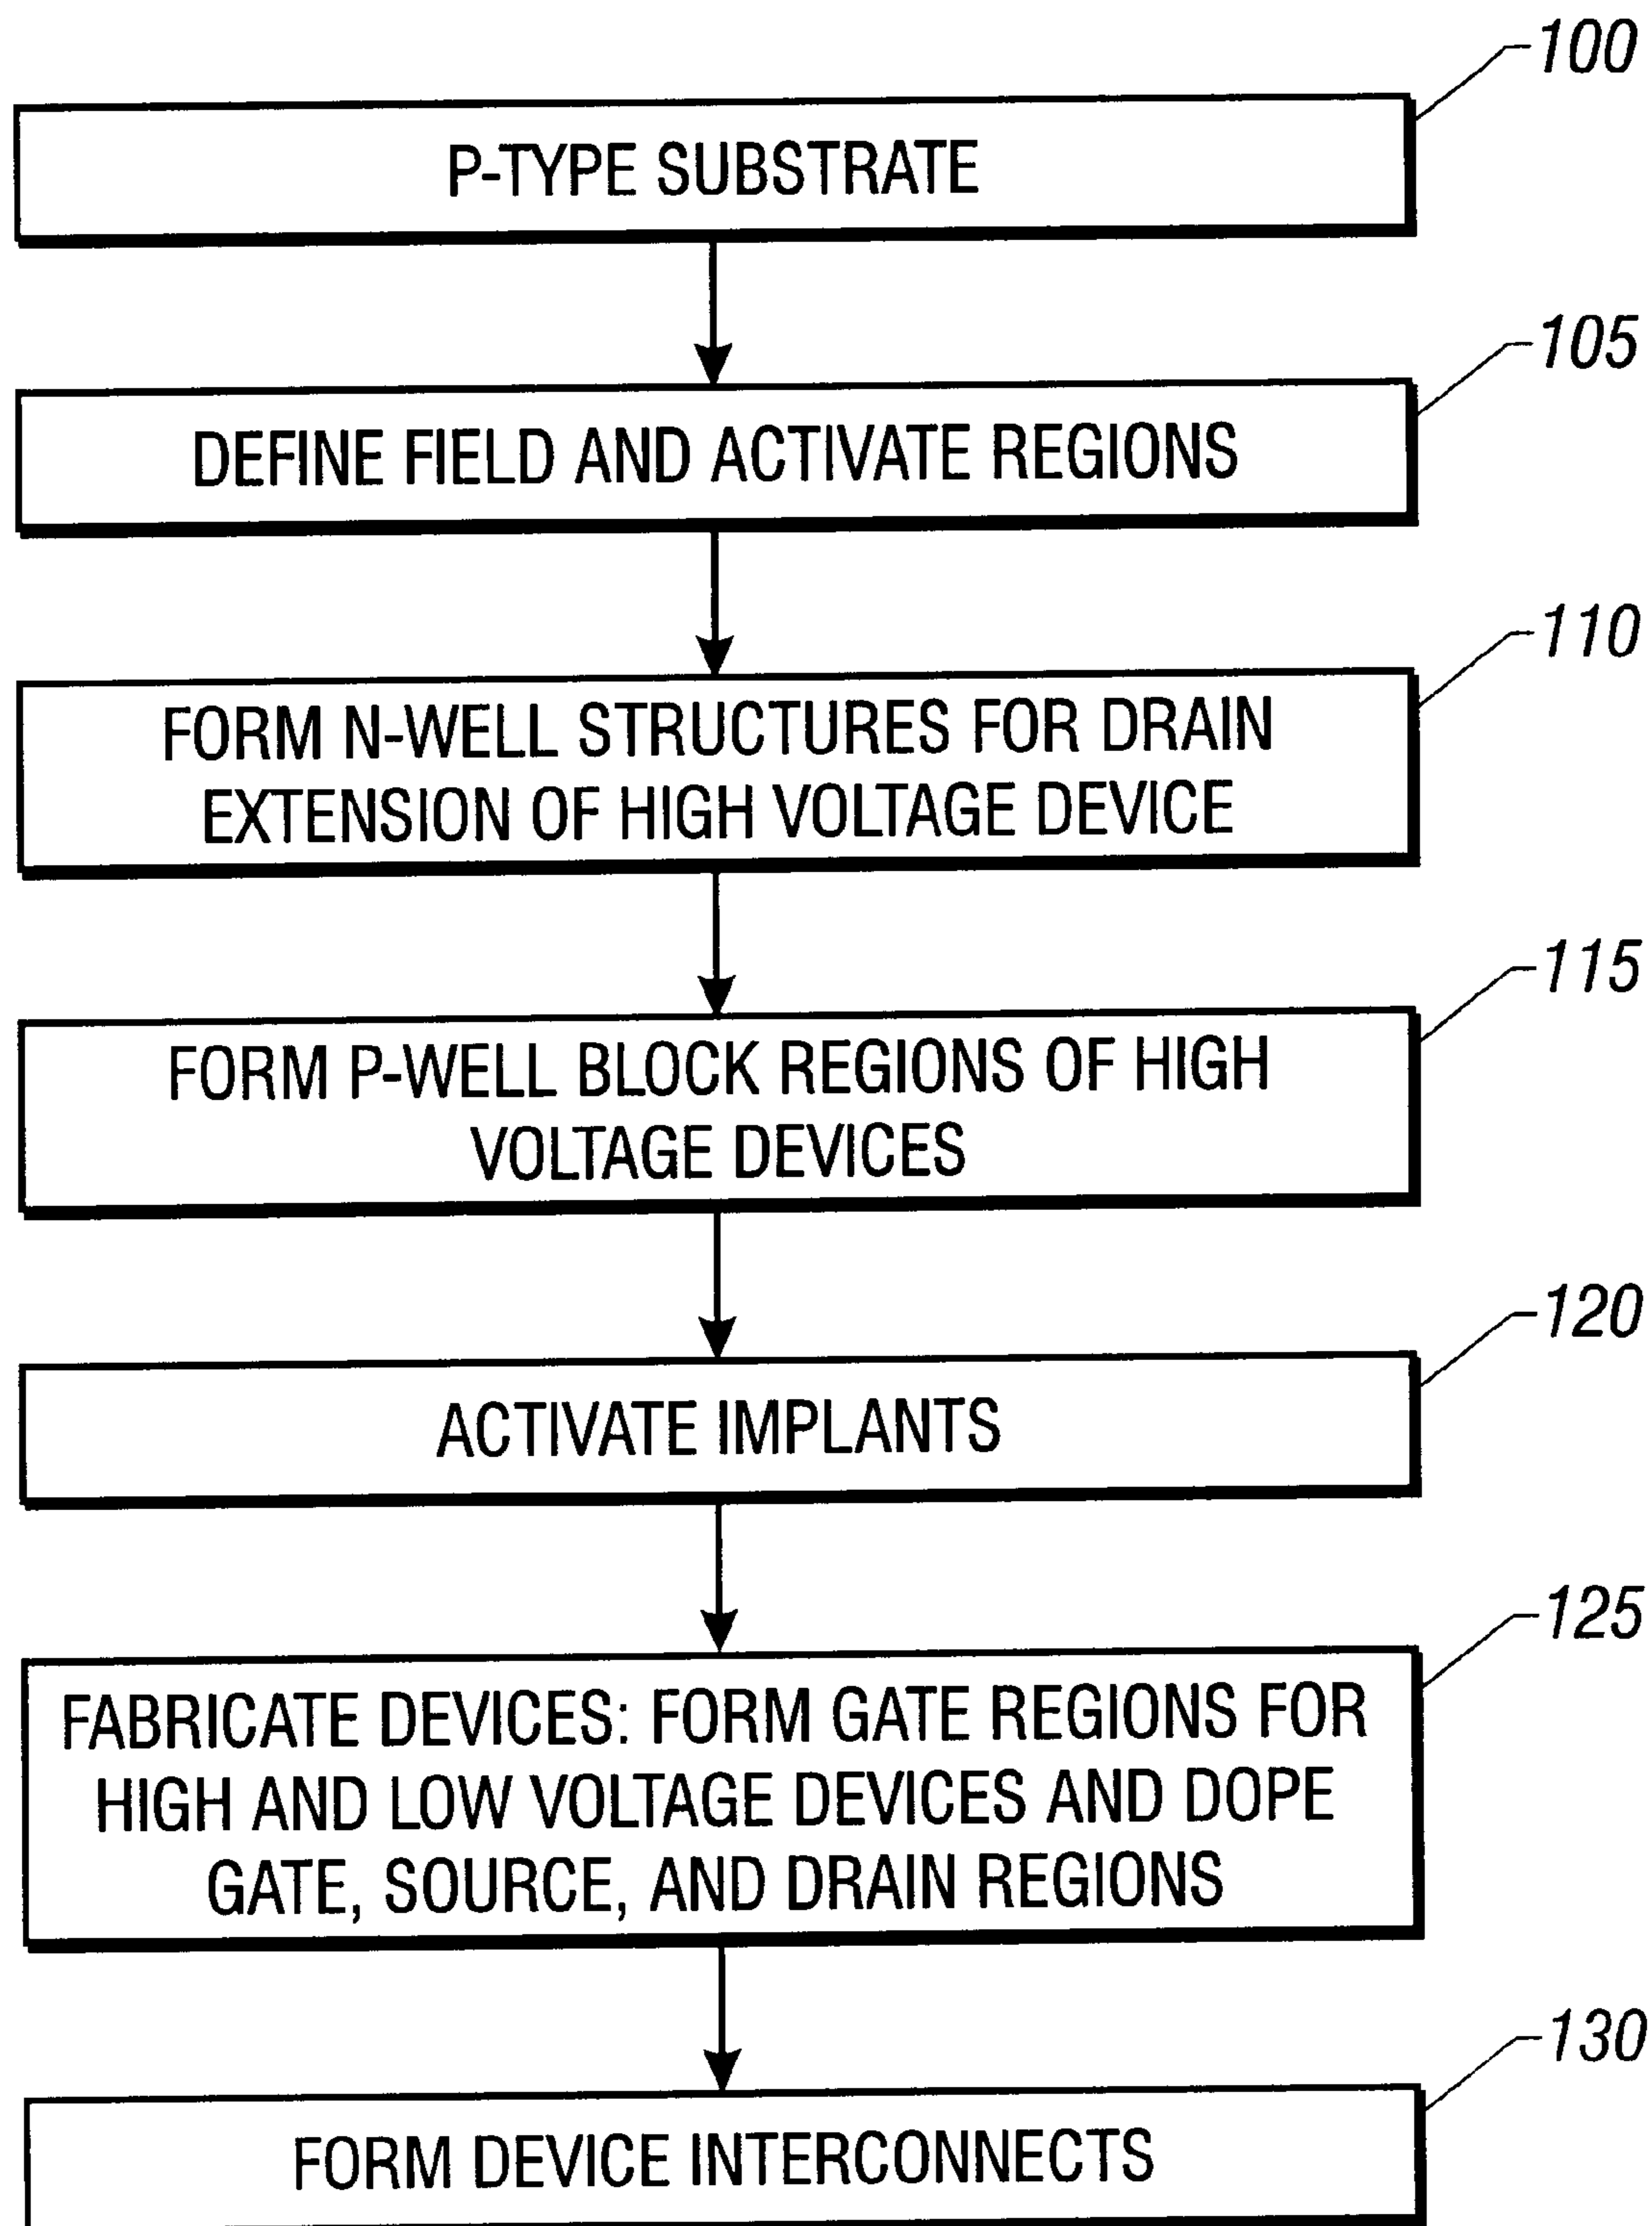 100
P-TYPE SUBSTRATE
105
DEFINE FIELD AND ACTIVATE REGIONS
110
FORM N-WELL STRUCTURES FOR DRAIN
EXTENSION OF HIGH VOLTAGE DEVICE
115
FORM P-WELL BLOCK REGIONS OF HIGH
VOLTAGE DEVICES
120
ACTIVATE IMPLANTS
125
FABRICATE DEVICES: FORM GATE REGIONS FOR
HIGH AND LOW VOLTAGE DEVICES AND DOPE
GATE, SOURCE, AND DRAIN REGIONS
130
FORM DEVICE INTERCONNECTS